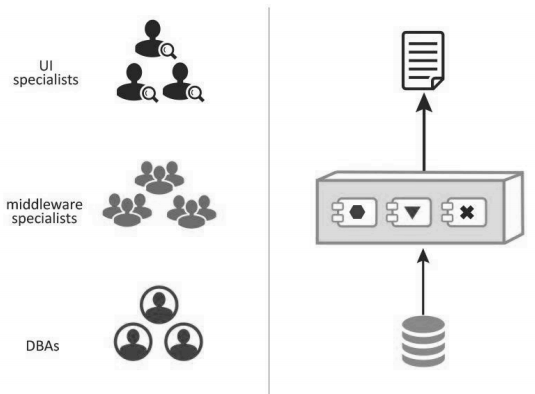 UI
specialists
middleware
specialists
DBAs